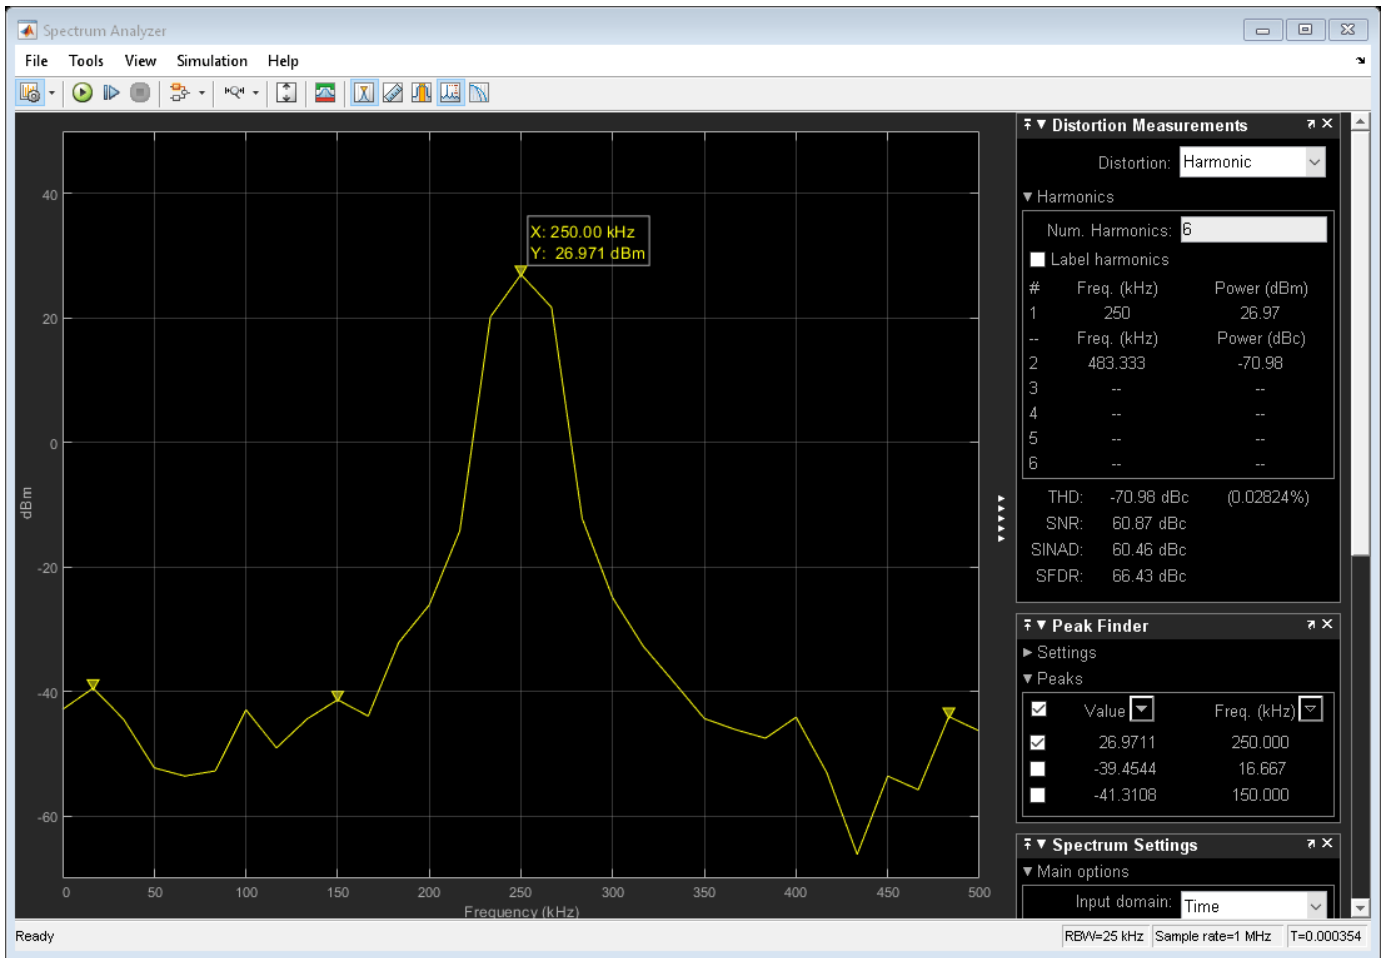 Spectrum Analyzer
File Tools View Simulation Help
40
20
0
-20
-40
-60
dBm
X: 250.00 kHz
Y: 26.971 dBm
0 50 100 150 200 250 300 350 400 450 500
Frequency (kHz)
Distortion Measurements
Distortion: Harmonic
Harmonics
Num. Harmonics: 6
Label harmonics
# Freq. (kHz) Power (dBm)
1 250 26.97
-- Freq. (kHz) Power (dBc)
2 483.333 -70.98
3 -- --
4 -- --
5 -- --
6 -- --
THD: -70.98 dBc (0.02824%)
SNR: 60.87 dBc
SINAD: 60.46 dBc
SFDR: 66.43 dBc
Peak Finder
Settings
Peaks
Value Freq. (kHz)
26.9711 250.000
-39.4544 16.667
-41.3108 150.000
Spectrum Settings
Main options
Input domain: Time
Ready
RBW=25 kHz Sample rate=1 MHz T=0.000354